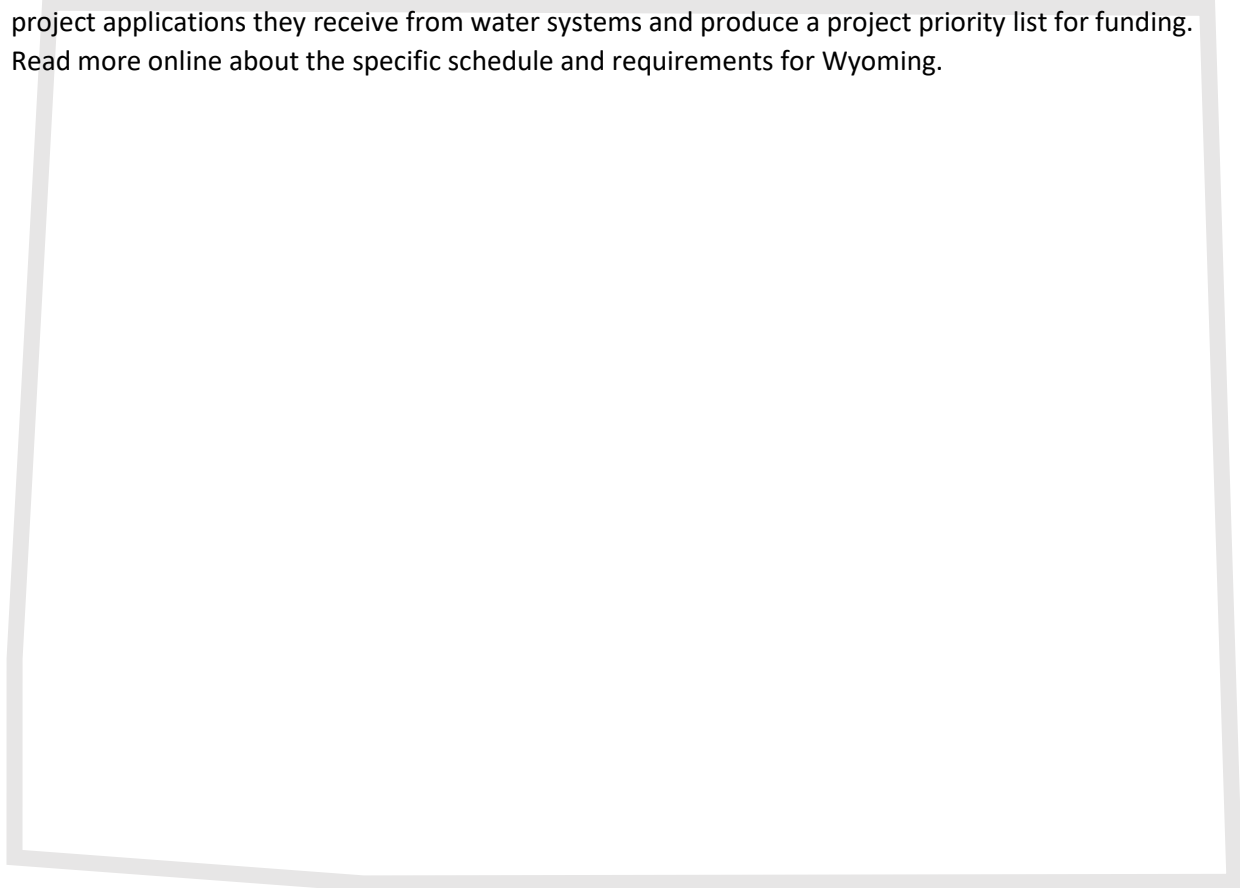 project applications they receive from water systems and produce a project priority list for funding.
Read more online about the specific schedule and requirements for Wyoming.